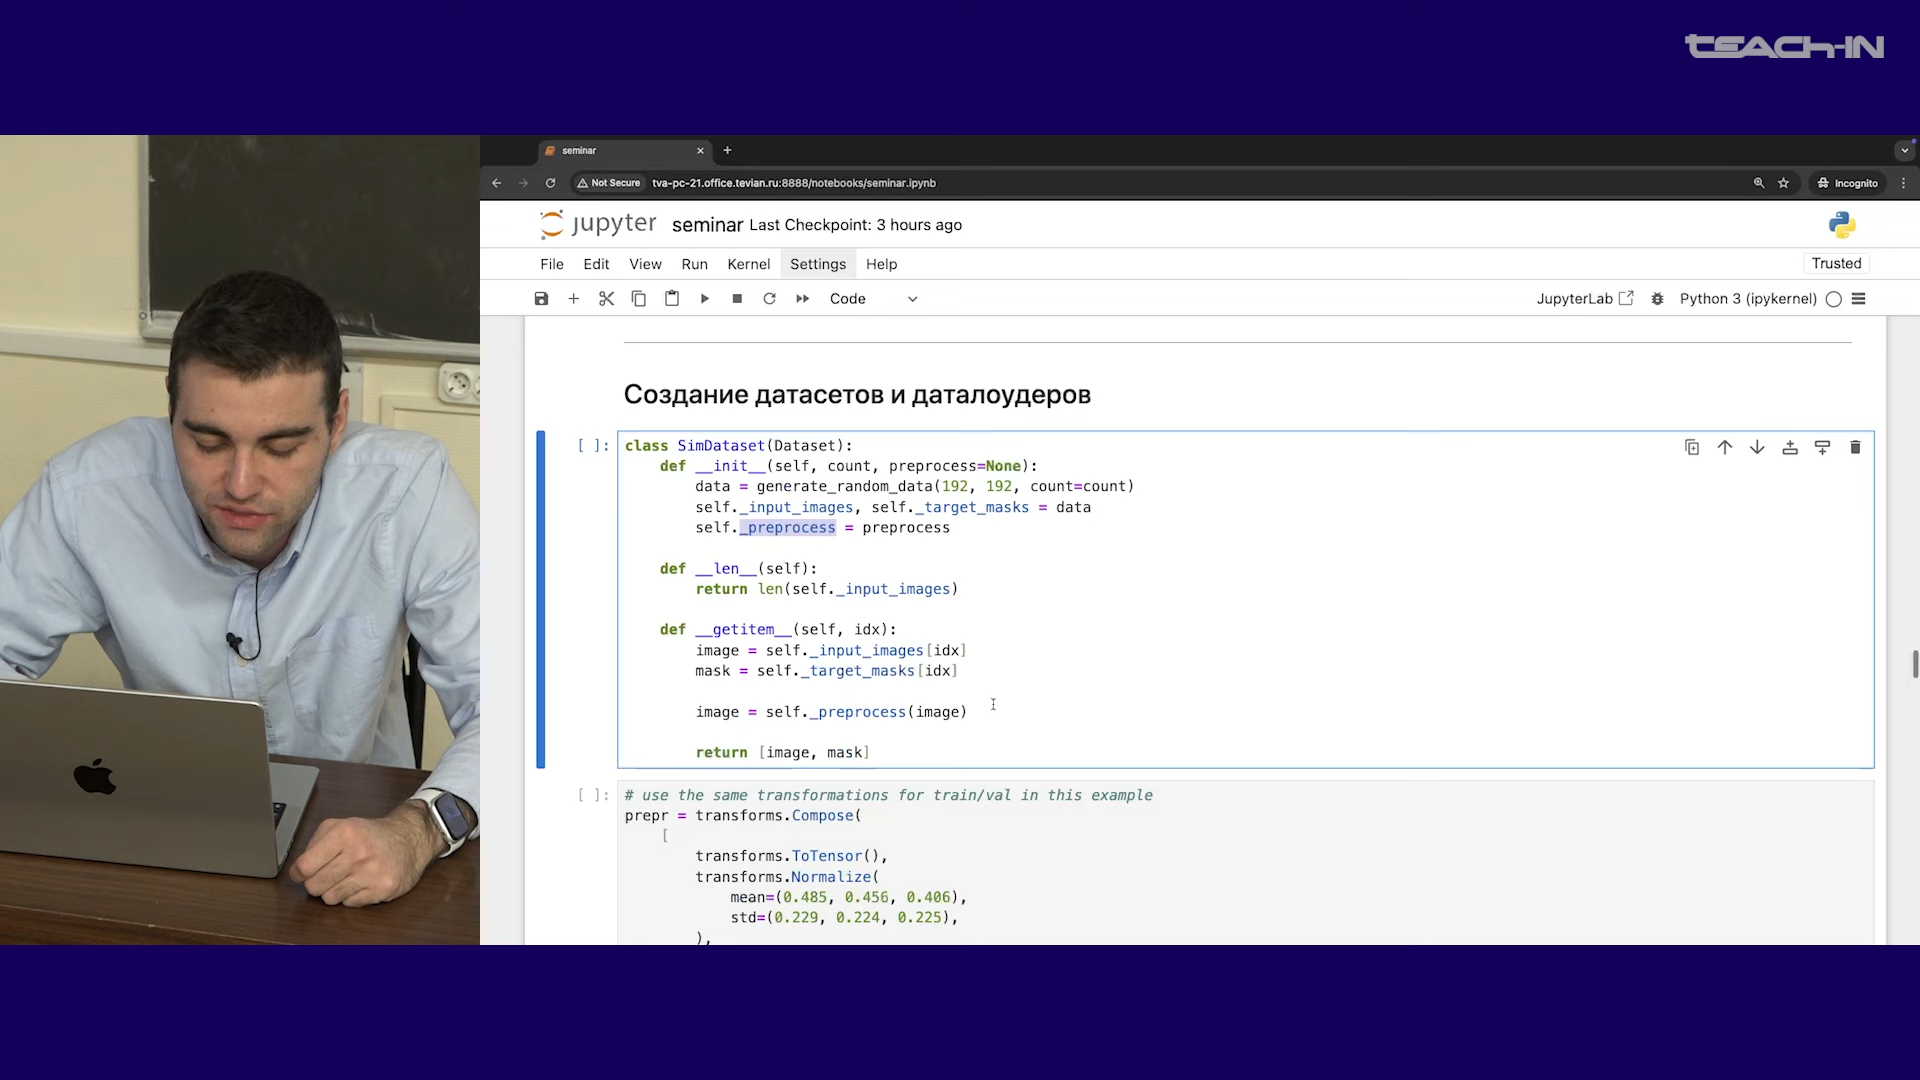 teach-in
seminar
Not Secure tva-pc-21.office.tevian.ru:8888/notebooks/seminar.ipynb Incognito
jupyter seminar Last Checkpoint: 3 hours ago
File Edit View Run Kernel Settings Help Trusted
Code JupyterLab Python 3 (ipykernel)
Создание датасетов и даталоудеров
[ ]: class SimDataset(Dataset):
def __init__(self, count, preprocess=None):
data = generate_random_data(192, 192, count=count)
self._input_images, self._target_masks = data
self._preprocess = preprocess
def __len__(self):
return len(self._input_images)
def __getitem__(self, idx):
image = self._input_images[idx]
mask = self._target_masks[idx]
image = self._preprocess(image)
return [image, mask]
[ ]: # use the same transformations for train/val in this example
prepr = transforms.Compose(
[
transforms.ToTensor(),
transforms.Normalize(
mean=(0.485, 0.456, 0.406),
std=(0.229, 0.224, 0.225),
),